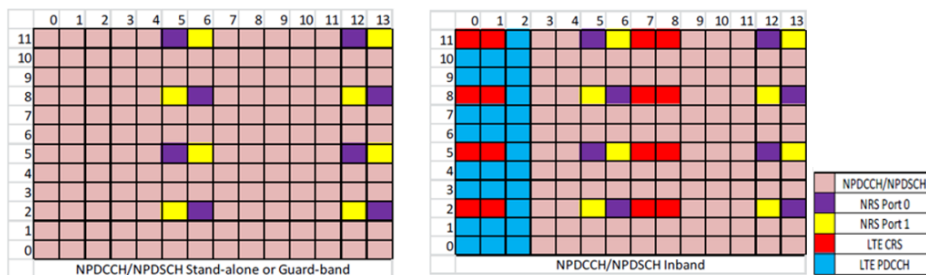 0 1 2 3 4 5 6 7 8 9 10 11 12 13
11
10
9
8
7
6
5
4
3
2
1
0
NPDCCH/NPDSCH Stand-alone or Guard-band
0 1 2 3 4 5 6 7 8 9 10 11 12 13
11
10
9
8
7
6
5
4
3
2
1
0
NPDCCH/NPDSCH Inband
NPDCCH/NPDSCH
NRS Port 0
NRS Port 1
LTE CRS
LTE PDCCH